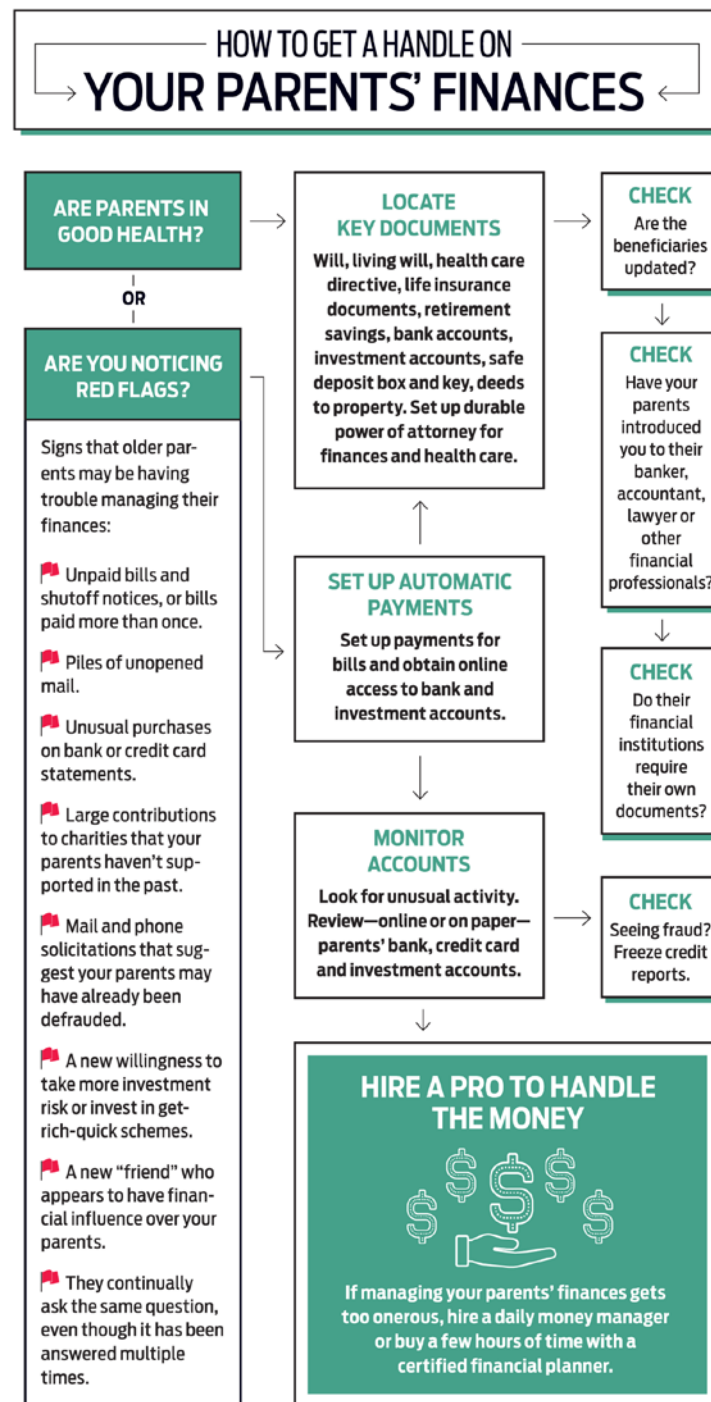 HOW TO GET A HANDLE ON
YOUR PARENTS’ FINANCES
ARE PARENTS IN
GOOD HEALTH?
OR
ARE YOU NOTICING
RED FLAGS?
Signs that older par-
ents may be having
trouble managing their
finances:
Unpaid bills and
shutoff notices, or bills
paid more than once.
Piles of unopened
mail.
Unusual purchases
on bank or credit card
statements.
Large contributions
to charities that your
parents haven’t sup-
ported in the past.
Mail and phone
solicitations that sug-
gest your parents may
have already been
defrauded.
A new willingness to
take more investment
risk or invest in get-
rich-quick schemes.
A new “friend” who
appears to have finan-
cial influence over your
parents.
They continually
ask the same question,
even though it has been
answered multiple
times.
LOCATE
KEY DOCUMENTS
Will, living will, health care
directive, life insurance
documents, retirement
savings, bank accounts,
investment accounts, safe
deposit box and key, deeds
to property. Set up durable
power of attorney for
finances and health care.
SET UP AUTOMATIC
PAYMENTS
Set up payments for
bills and obtain online
access to bank and
investment accounts.
MONITOR
ACCOUNTS
Look for unusual activity.
Review—online or on paper—
parents’ bank, credit card
and investment accounts.
CHECK
Are the
beneficiaries
updated?
CHECK
Have your
parents
introduced
you to their
banker,
accountant,
lawyer or
other
financial
professionals?
CHECK
Do their
financial
institutions
require
their own
documents?
CHECK
Seeing fraud?
Freeze credit
reports.
HIRE A PRO TO HANDLE
THE MONEY
$ $ $ $ $
If managing your parents’ finances gets
too onerous, hire a daily money manager
or buy a few hours of time with a
certified financial planner.